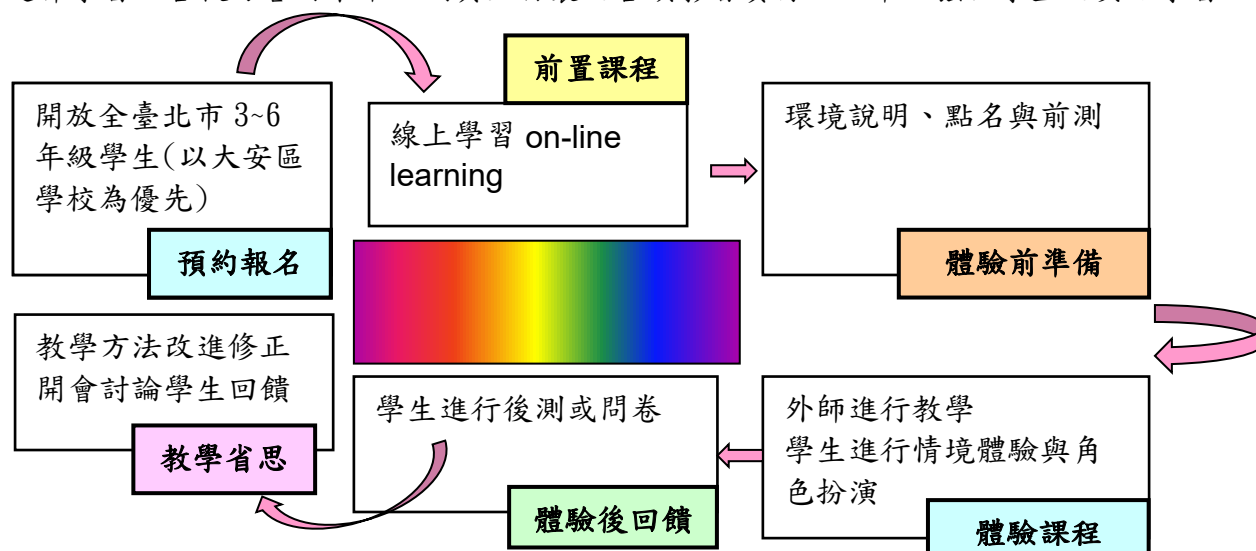 開放全臺北市 3~6
年級學生(以大安區
學校為優先)
預約報名
前置課程
線上學習 on-line
learning
環境說明、點名與前測
體驗前準備
外師進行教學
學生進行情境體驗與角
色扮演
體驗課程
學生進行後測或問卷
體驗後回饋
教學方法改進修正
開會討論學生回饋
教學省思